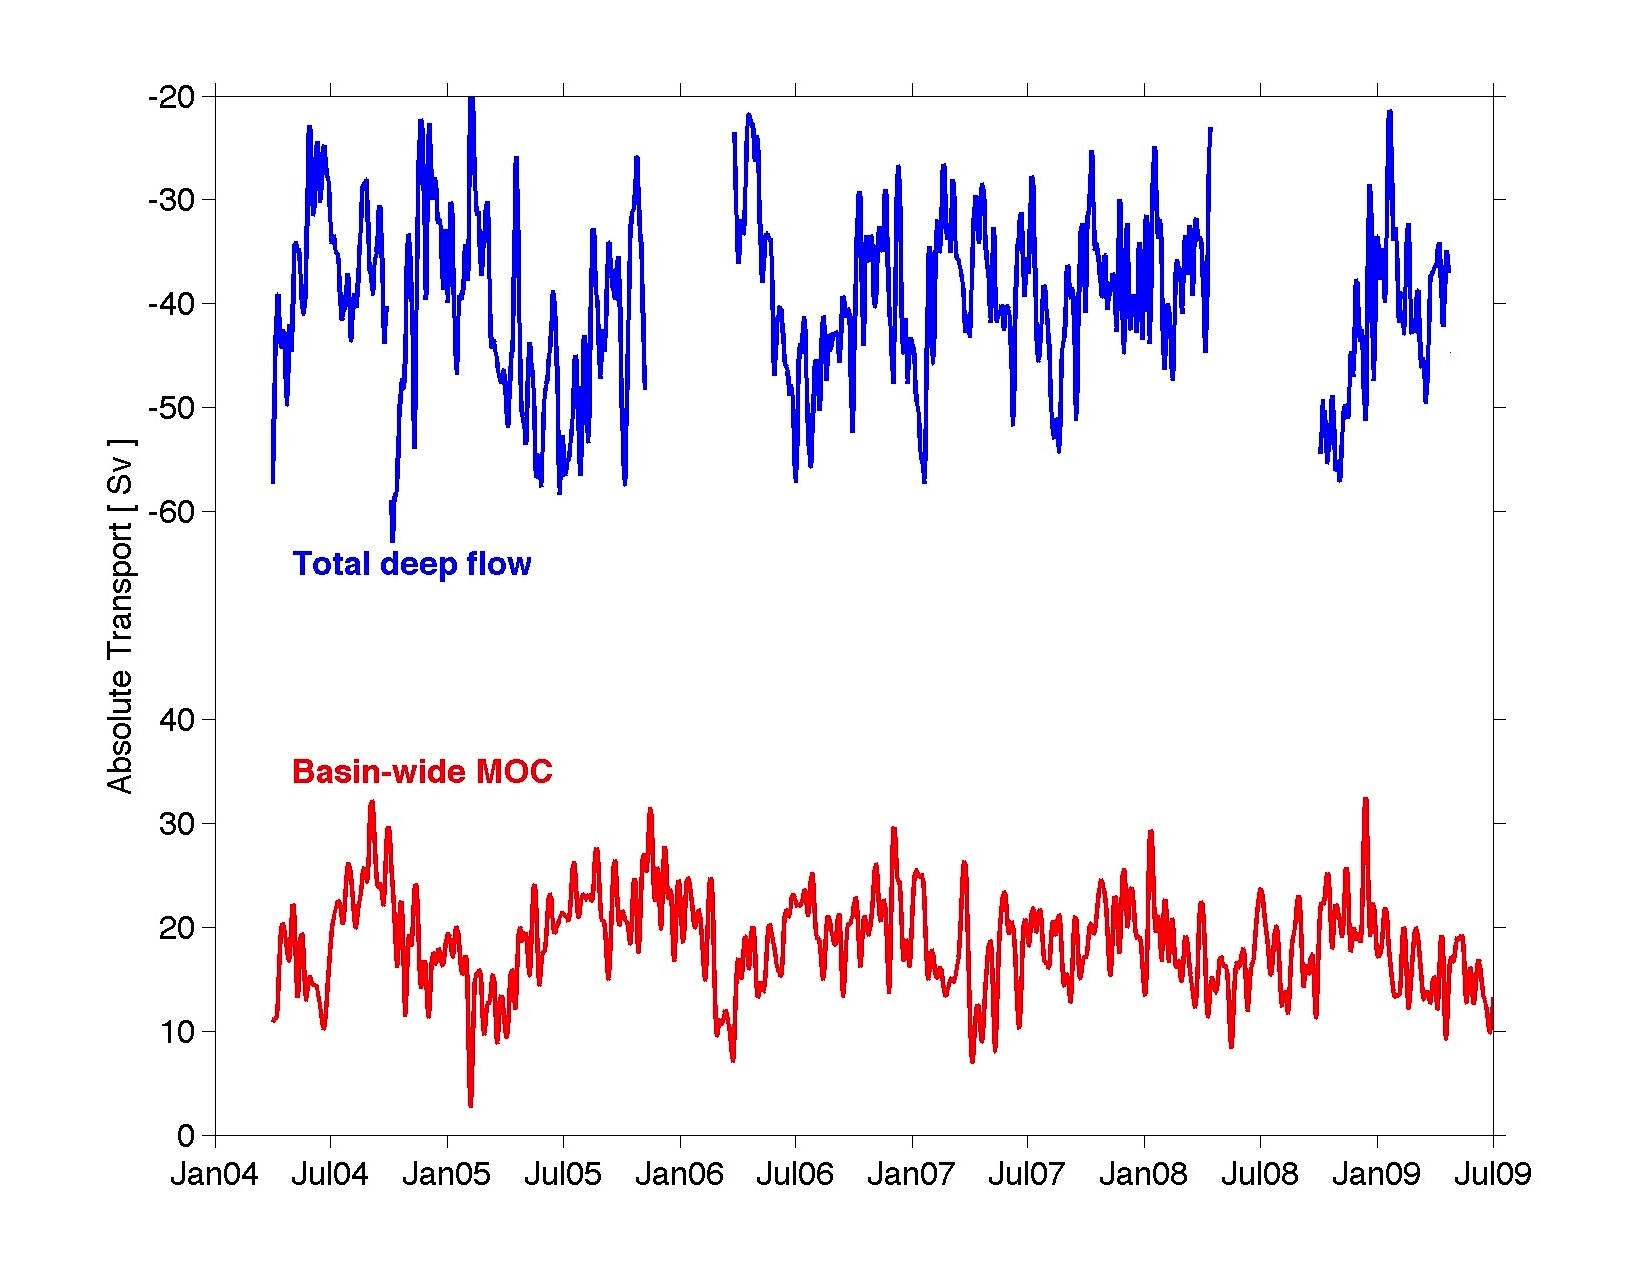 -20
-30
-40
-50
-60
Total deep flow
Absolute Transport [ Sv ]
40
Basin-wide MOC
30
20
10
0
Jan04 Jul04 Jan05 Jul05 Jan06 Jul06 Jan07 Jul07 Jan08 Jul08 Jan09 Jul09